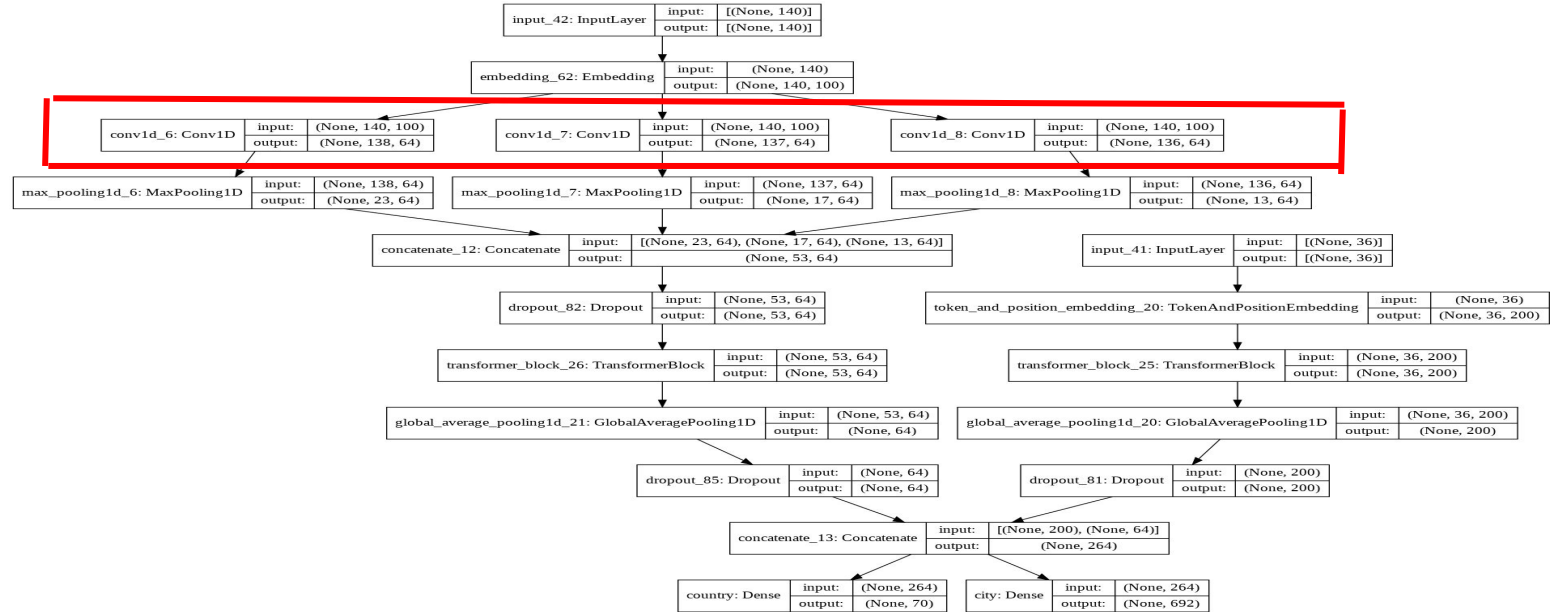 input_42: InputLayer input: [(None, 140)]
output: [(None, 140)]
embedding_62: Embedding input: (None, 140)
output: (None, 140, 100)
conv1d_6: Conv1D input: (None, 140, 100)
output: (None, 138, 64)
conv1d_7: Conv1D input: (None, 140, 100)
output: (None, 137, 64)
conv1d_8: Conv1D input: (None, 140, 100)
output: (None, 136, 64)
max_pooling1d_6: MaxPooling1D input: (None, 138, 64)
output: (None, 23, 64)
max_pooling1d_7: MaxPooling1D input: (None, 137, 64)
output: (None, 17, 64)
max_pooling1d_8: MaxPooling1D input: (None, 136, 64)
output: (None, 13, 64)
concatenate_12: Concatenate input: [(None, 23, 64), (None, 17, 64), (None, 13, 64)]
output: (None, 53, 64)
input_41: InputLayer input: [(None, 36)]
output: [(None, 36)]
dropout_82: Dropout input: (None, 53, 64)
output: (None, 53, 64)
token_and_position_embedding_20: TokenAndPositionEmbedding input: (None, 36)
output: (None, 36, 200)
transformer_block_26: TransformerBlock input: (None, 53, 64)
output: (None, 53, 64)
transformer_block_25: TransformerBlock input: (None, 36, 200)
output: (None, 36, 200)
global_average_pooling1d_21: GlobalAveragePooling1D input: (None, 53, 64)
output: (None, 64)
global_average_pooling1d_20: GlobalAveragePooling1D input: (None, 36, 200)
output: (None, 200)
dropout_85: Dropout input: (None, 64)
output: (None, 64)
dropout_81: Dropout input: (None, 200)
output: (None, 200)
concatenate_13: Concatenate input: [(None, 200), (None, 64)]
output: (None, 264)
country: Dense input: (None, 264)
output: (None, 70)
city: Dense input: (None, 264)
output: (None, 692)